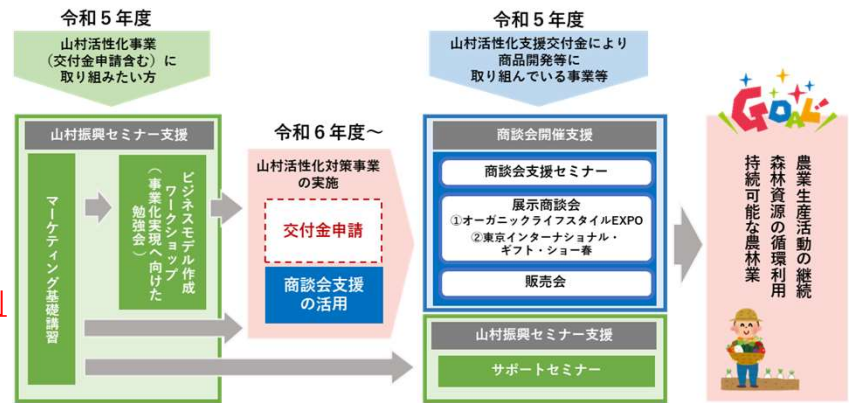 令和５年度
山村活性化事業
（交付金申請含む）に
取り組みたい方
山村振興セミナー支援
マーケティング基礎講習
ビジネスモデル作成
ワークショップ
（事業化実現へ向けた
勉強会）
令和６年度～
山村活性化対策事業
の実施
交付金申請
商談会支援
の活用
令和５年度
山村活性化支援交付金により
商品開発等に
取り組んでいる事業等
商談会開催支援
商談会支援セミナー
展示商談会
①オーガニックライフスタイルEXPO
②東京インターナショナル・
ギフト・ショー春
販売会
山村振興セミナー支援
サポートセミナー
GOAL!
農業生産活動の継続
森林資源の循環利用
持続可能な農林業